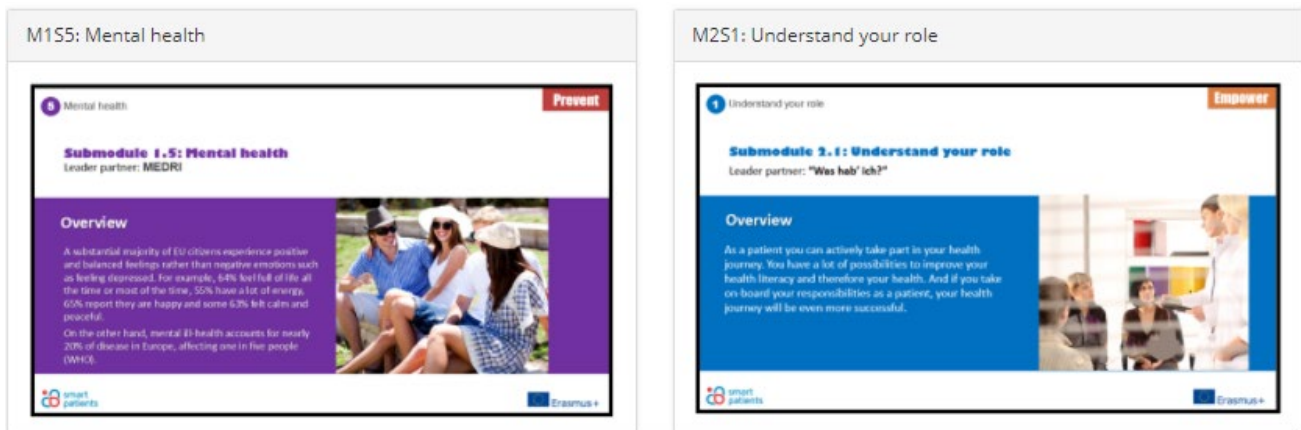 M1S5: Mental health
5 Mental health
Prevent
Submodule 1.5: Mental health
Leader partner: MEDRI
Overview
A substantial majority of EU citizens experience positive
and balanced feelings rather than negative emotions such
as feeling depressed. For example, 64% feel full of life all
the time or most of the time, 55% have a lot of energy,
65% report they are happy and some 63% felt calm and
peaceful.
On the other hand, mental ill-health accounts for nearly
20% of disease in Europe, affecting one in five people
(WHO).
smart
patients
Erasmus+
M2S1: Understand your role
1 Understand your role
Empower
Submodule 2.1: Understand your role
Leader partner: "Was hab' ich?"
Overview
As a patient you can actively take part in your health
journey. You have a lot of possibilities to improve your
health literacy and therefore your health. And if you take
on-board your responsibilities as a patient, your health
journey will be even more successful.
smart
patients
Erasmus+